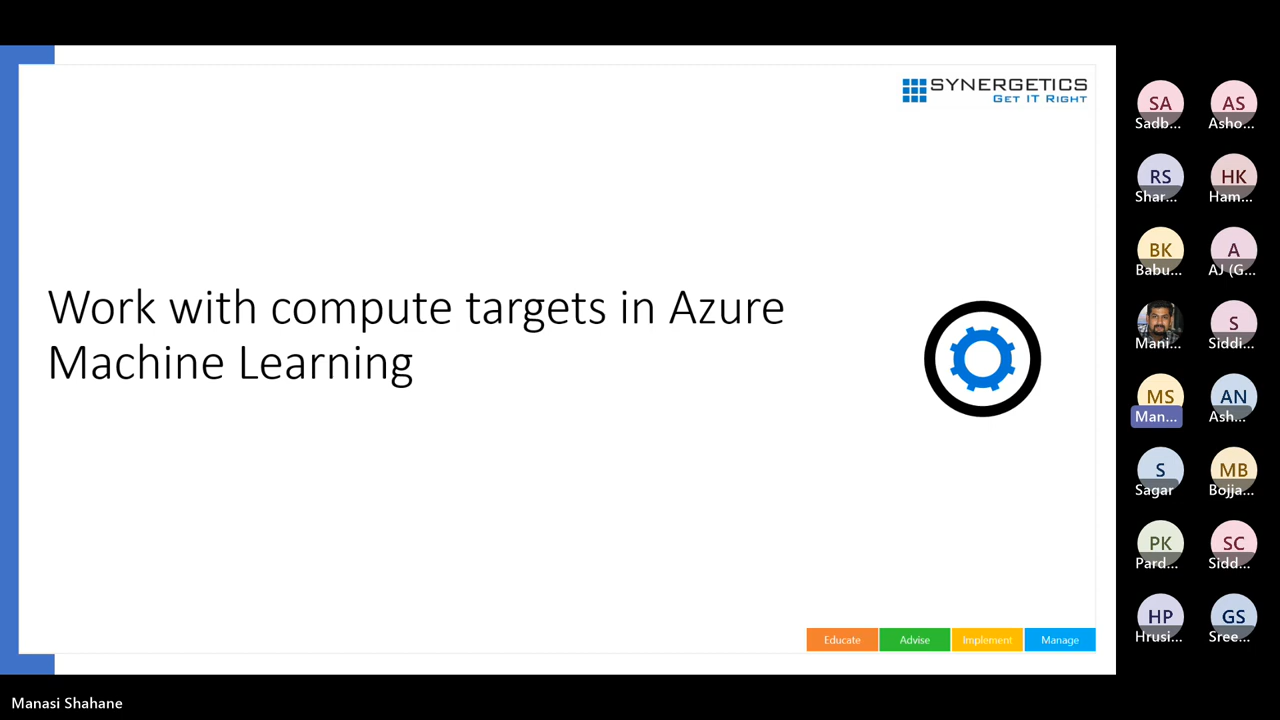 SYNERGETICS
GET IT RIGHT
Work with compute targets in Azure
Machine Learning
Educate Advise Implement Manage
SA AS
Sadb... Asho...
RS HK
Shar... Ham...
BK A
Babu... AJ (G...
S
Mani... Siddi...
MS AN
Man... Ash...
S MB
Sagar Bojja...
PK SC
Pard... Sidd...
HP GS
Hrusi... Sree...
Manasi Shahane